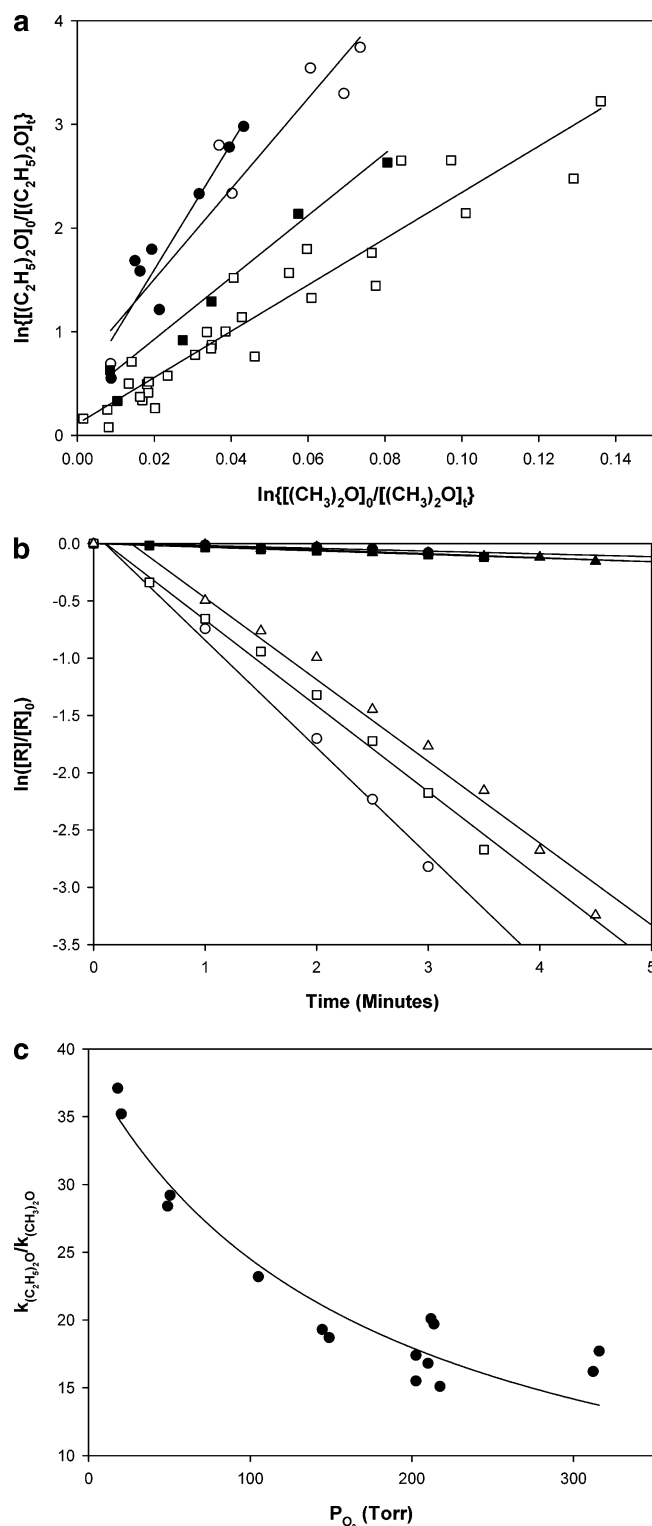 a
4
3
2
1
0
ln{[(C₂H₅)₂O]₀/[(C₂H₅)₂O]ₜ}
0.00 0.02 0.04 0.06 0.08 0.10 0.12 0.14
ln{[(CH₃)₂O]₀/[(CH₃)₂O]ₜ}
b
0.0
-0.5
-1.0
-1.5
-2.0
-2.5
-3.0
-3.5
ln([R]/[R]₀)
0 1 2 3 4 5
Time (Minutes)
c
40
35
30
25
20
15
10
k(C₂H₅)₂O/k(CH₃)₂O
0 100 200 300
P_O₂ (Torr)